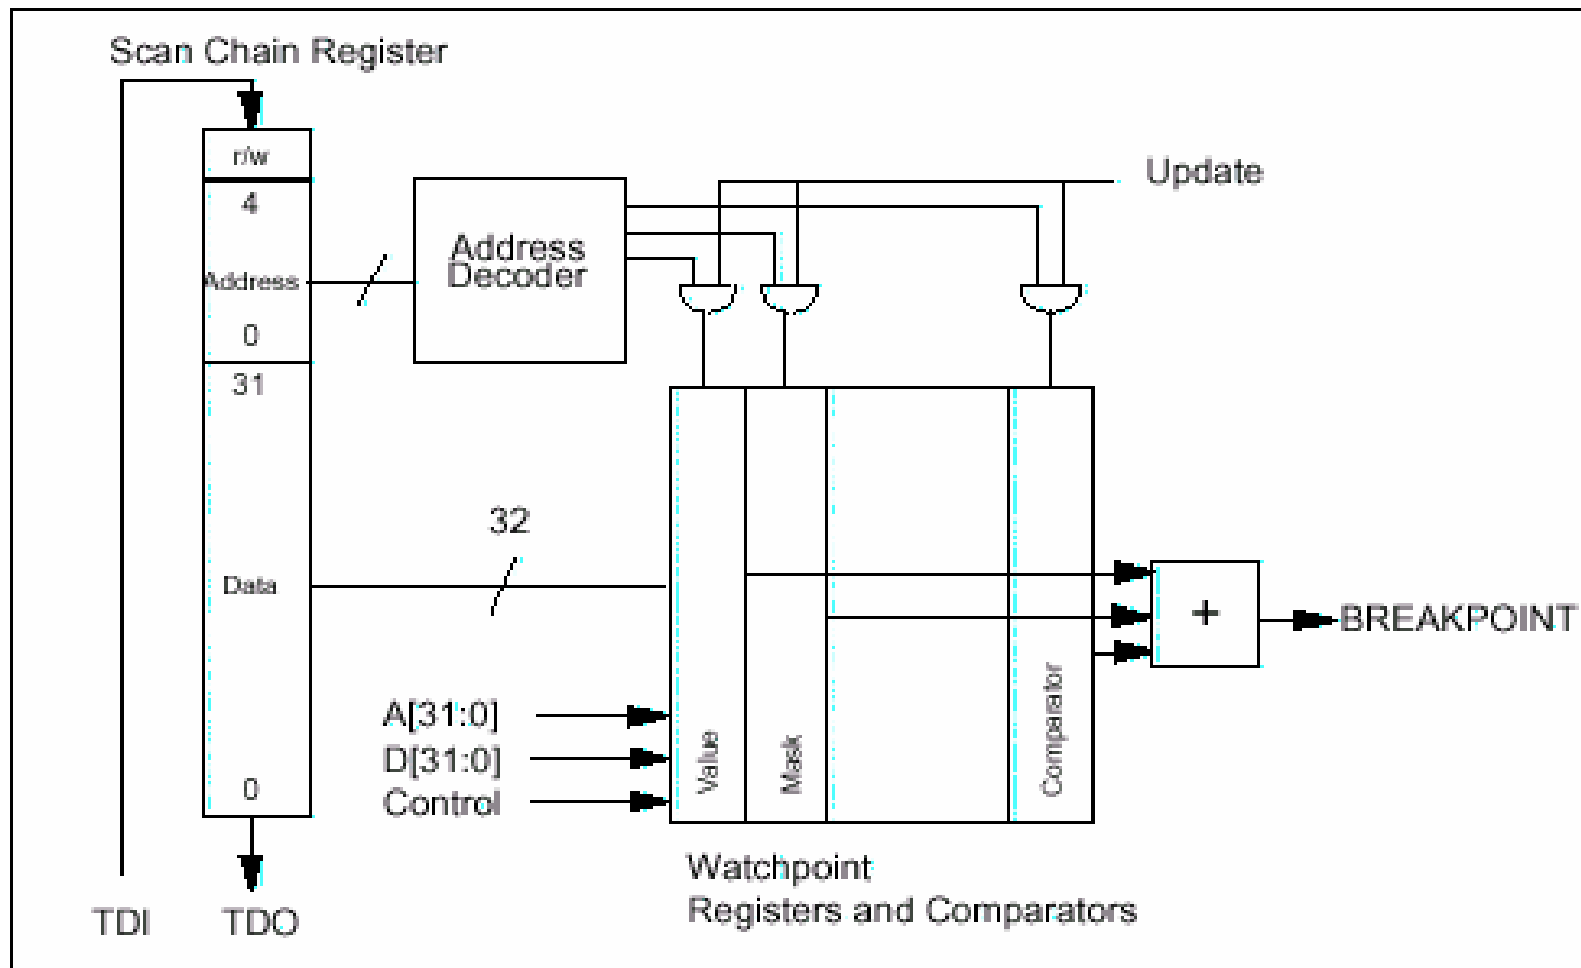 Scan Chain Register
r/w
4
Address
0
31
Data
0
TDI
TDO
Address
Decoder
Update
32
A[31:0]
D[31:0]
Control
Value
Mask
Comparator
+
BREAKPOINT
Watchpoint
Registers and Comparators